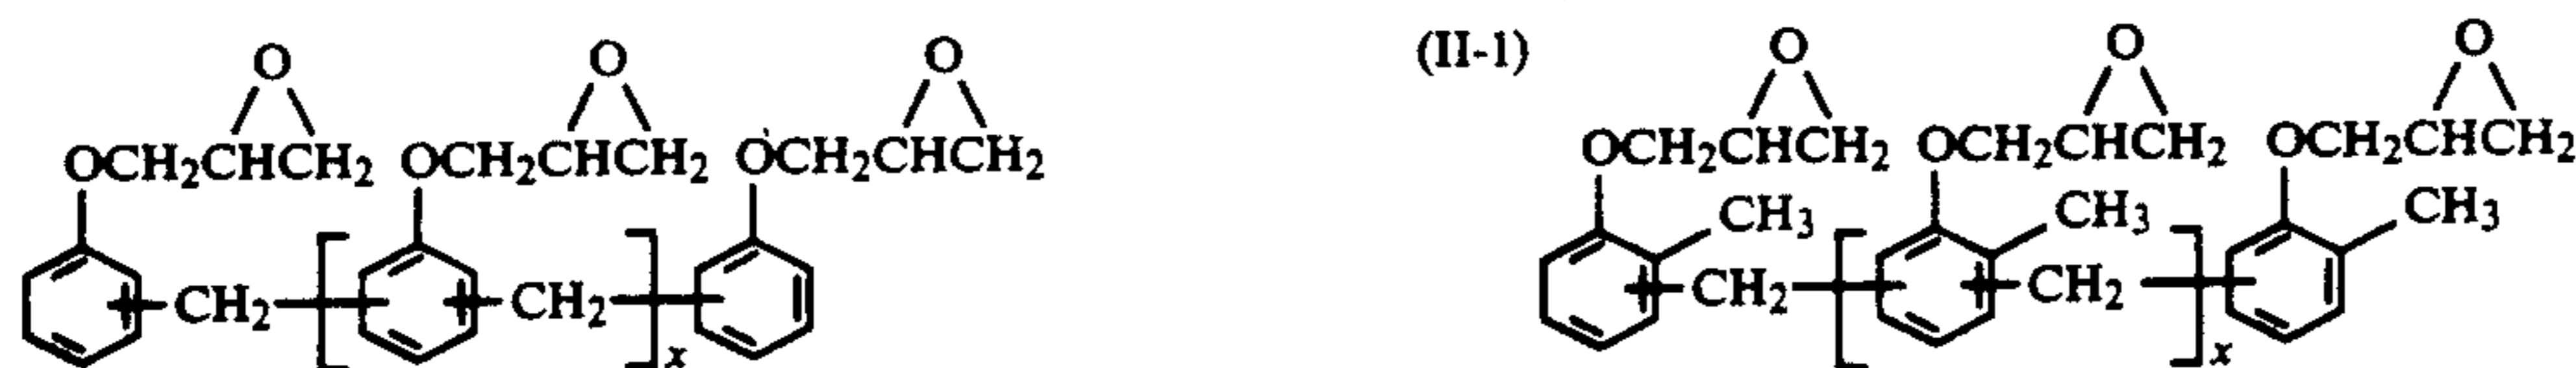 O O O
OCH₂CHCH₂ OCH₂CHCH₂ OCH₂CHCH₂
CH₂ CH₂ x
(II-1)
O O O
OCH₂CHCH₂ OCH₂CHCH₂ OCH₂CHCH₂
CH₃ CH₃ CH₃
CH₂ CH₂ x